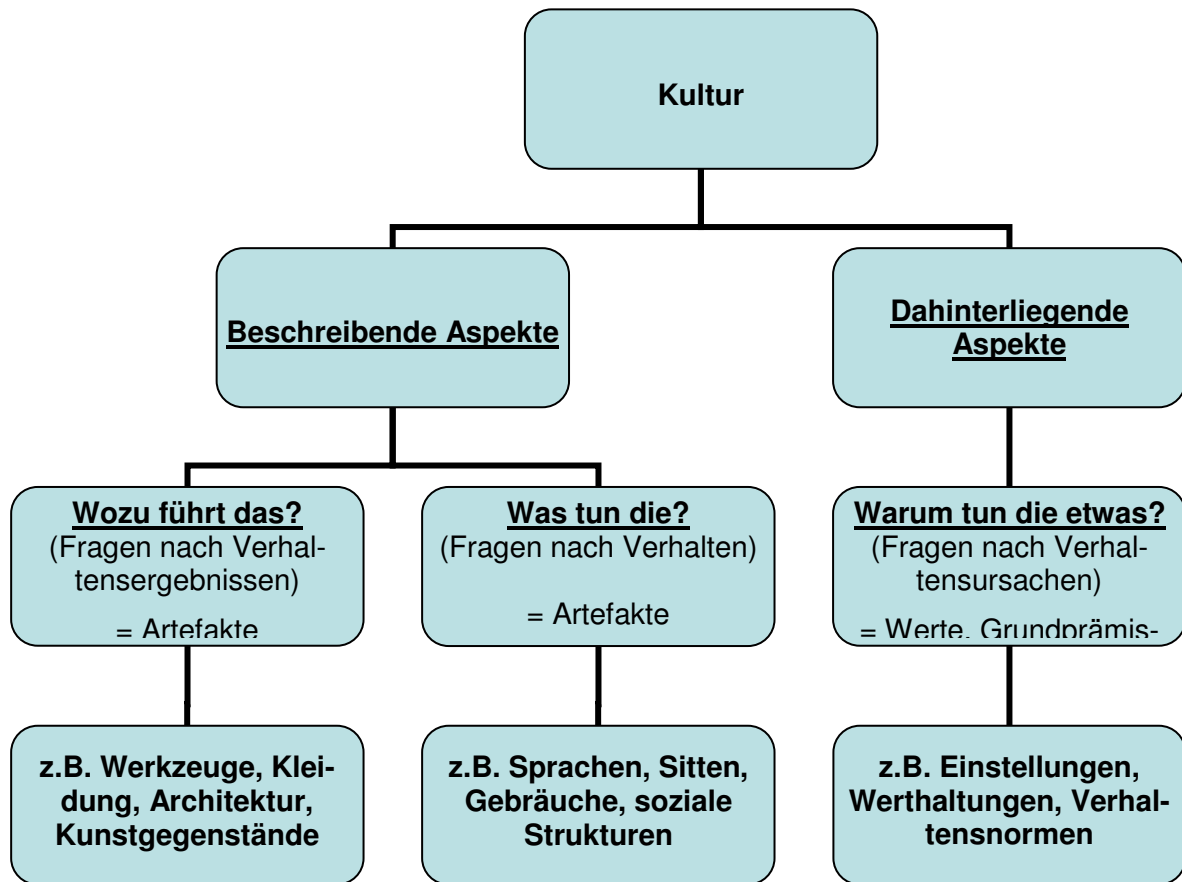 Kultur
Beschreibende Aspekte
Dahinterliegende
Aspekte
Wozu führt das?
(Fragen nach Verhal-
tensergebnissen)
= Artefakte
Was tun die?
(Fragen nach Verhalten)
= Artefakte
Warum tun die etwas?
(Fragen nach Verhal-
tensursachen)
= Werte, Grundprämis-
z.B. Werkzeuge, Klei-
dung, Architektur,
Kunstgegenstände
z.B. Sprachen, Sitten,
Gebräuche, soziale
Strukturen
z.B. Einstellungen,
Werthaltungen, Verhal-
tensnormen